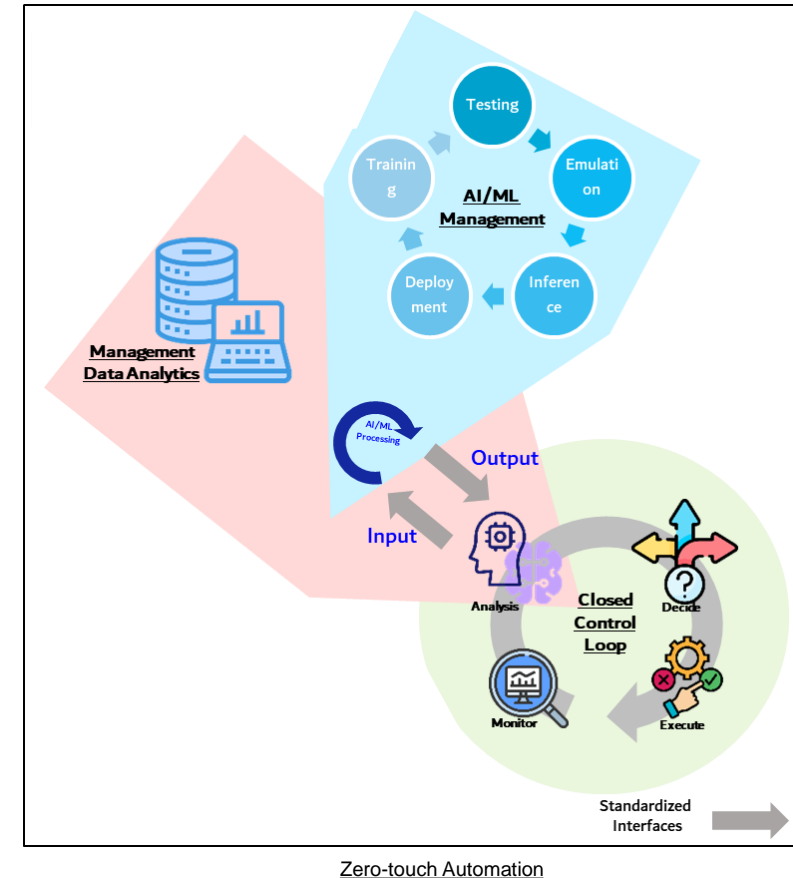 Testing
Trainin
g
Emulati
on
AI/ML
Management
Deploy
ment
Inferen
ce
Management
Data Analytics
AI/ML
Processing
Output
Input
Analysis
Closed
Control
Loop
?
Decide
Monitor
Execute
Standardized
Interfaces
Zero-touch Automation